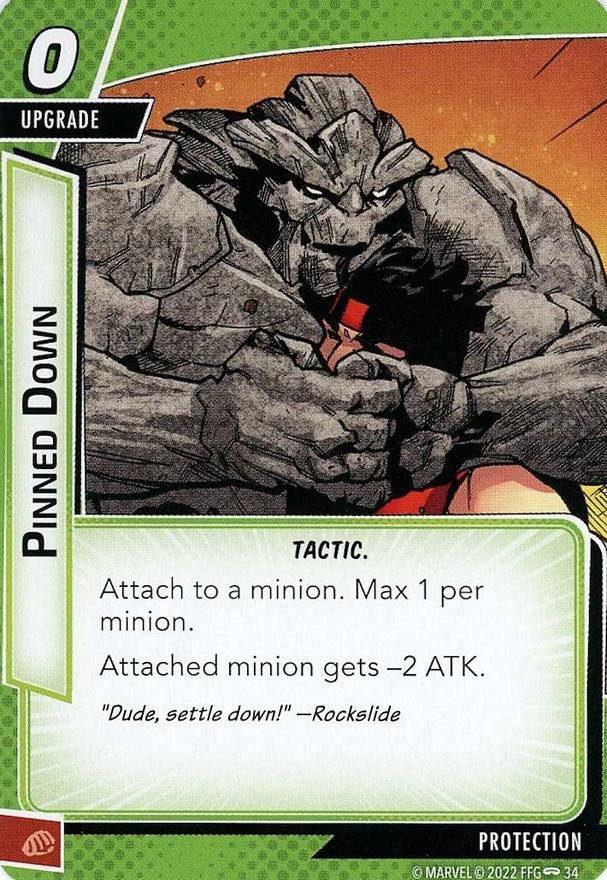 0
UPGRADE
PINNED DOWN
TACTIC.
Attach to a minion. Max 1 per
minion.
Attached minion gets –2 ATK.
"Dude, settle down!" —Rockslide
PROTECTION
© MARVEL © 2022 FFG 34